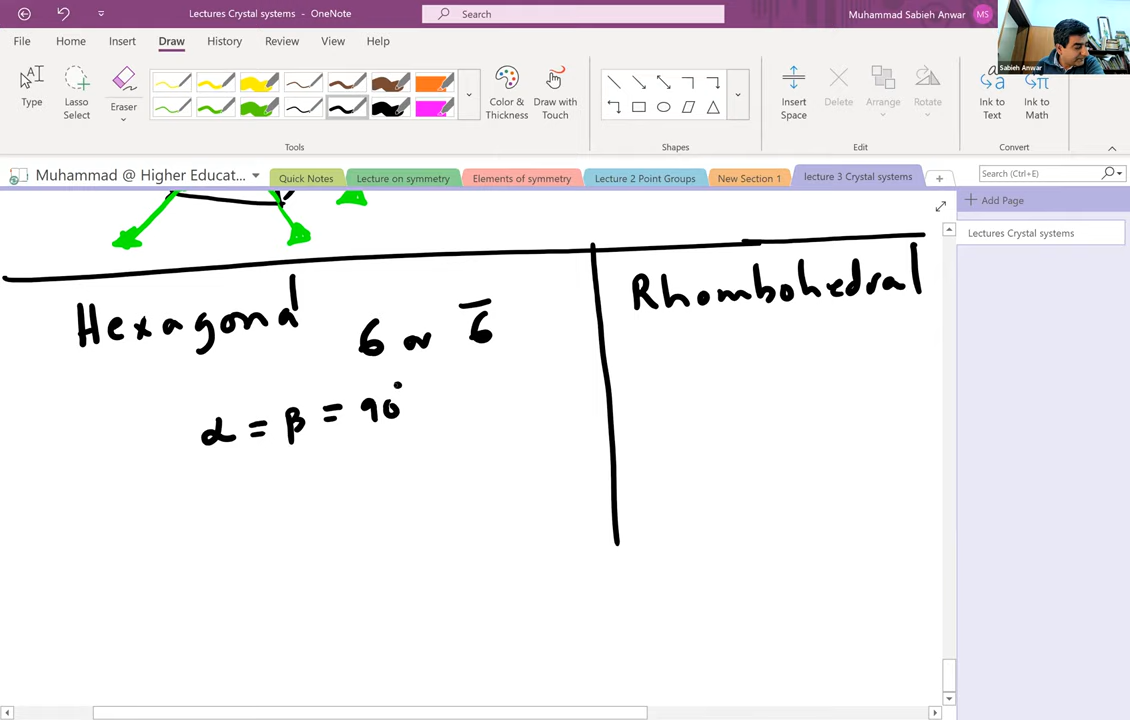 Lectures Crystal systems - OneNote
Search
Muhammad Sabieh Anwar
MS
Sabieh Anwar
File Home Insert Draw History Review View Help
Type
Lasso Select
Eraser
Color & Thickness
Draw with Touch
Insert Space
Delete
Arrange
Rotate
Ink to Text
Ink to Math
Tools
Shapes
Edit
Convert
Muhammad @ Higher Educat...
Quick Notes
Lecture on symmetry
Elements of symmetry
Lecture 2 Point Groups
New Section 1
lecture 3 Crystal systems
Search (Ctrl+E)
Add Page
Lectures Crystal systems
Hexagonal 6 or 6̅
α = β = 90°
Rhombohedral